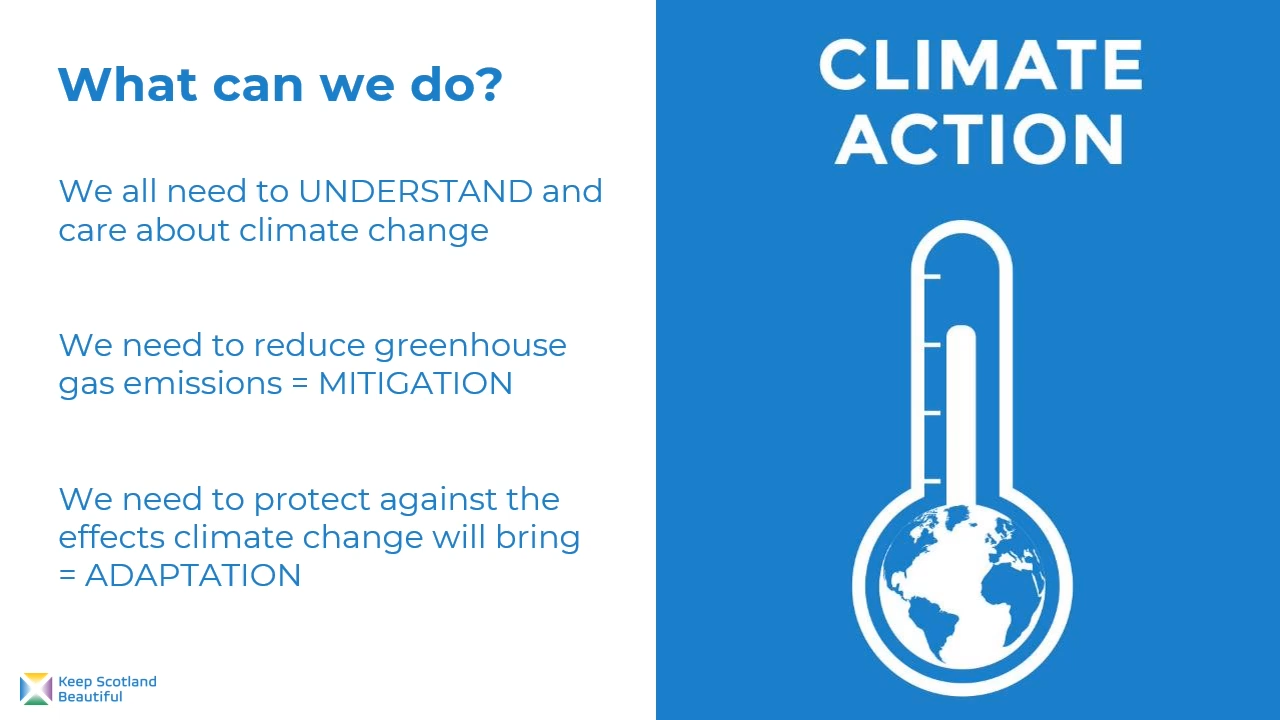 What can we do?
We all need to UNDERSTAND and
care about climate change
We need to reduce greenhouse
gas emissions = MITIGATION
We need to protect against the
effects climate change will bring
= ADAPTATION
Keep Scotland
Beautiful
CLIMATE
ACTION